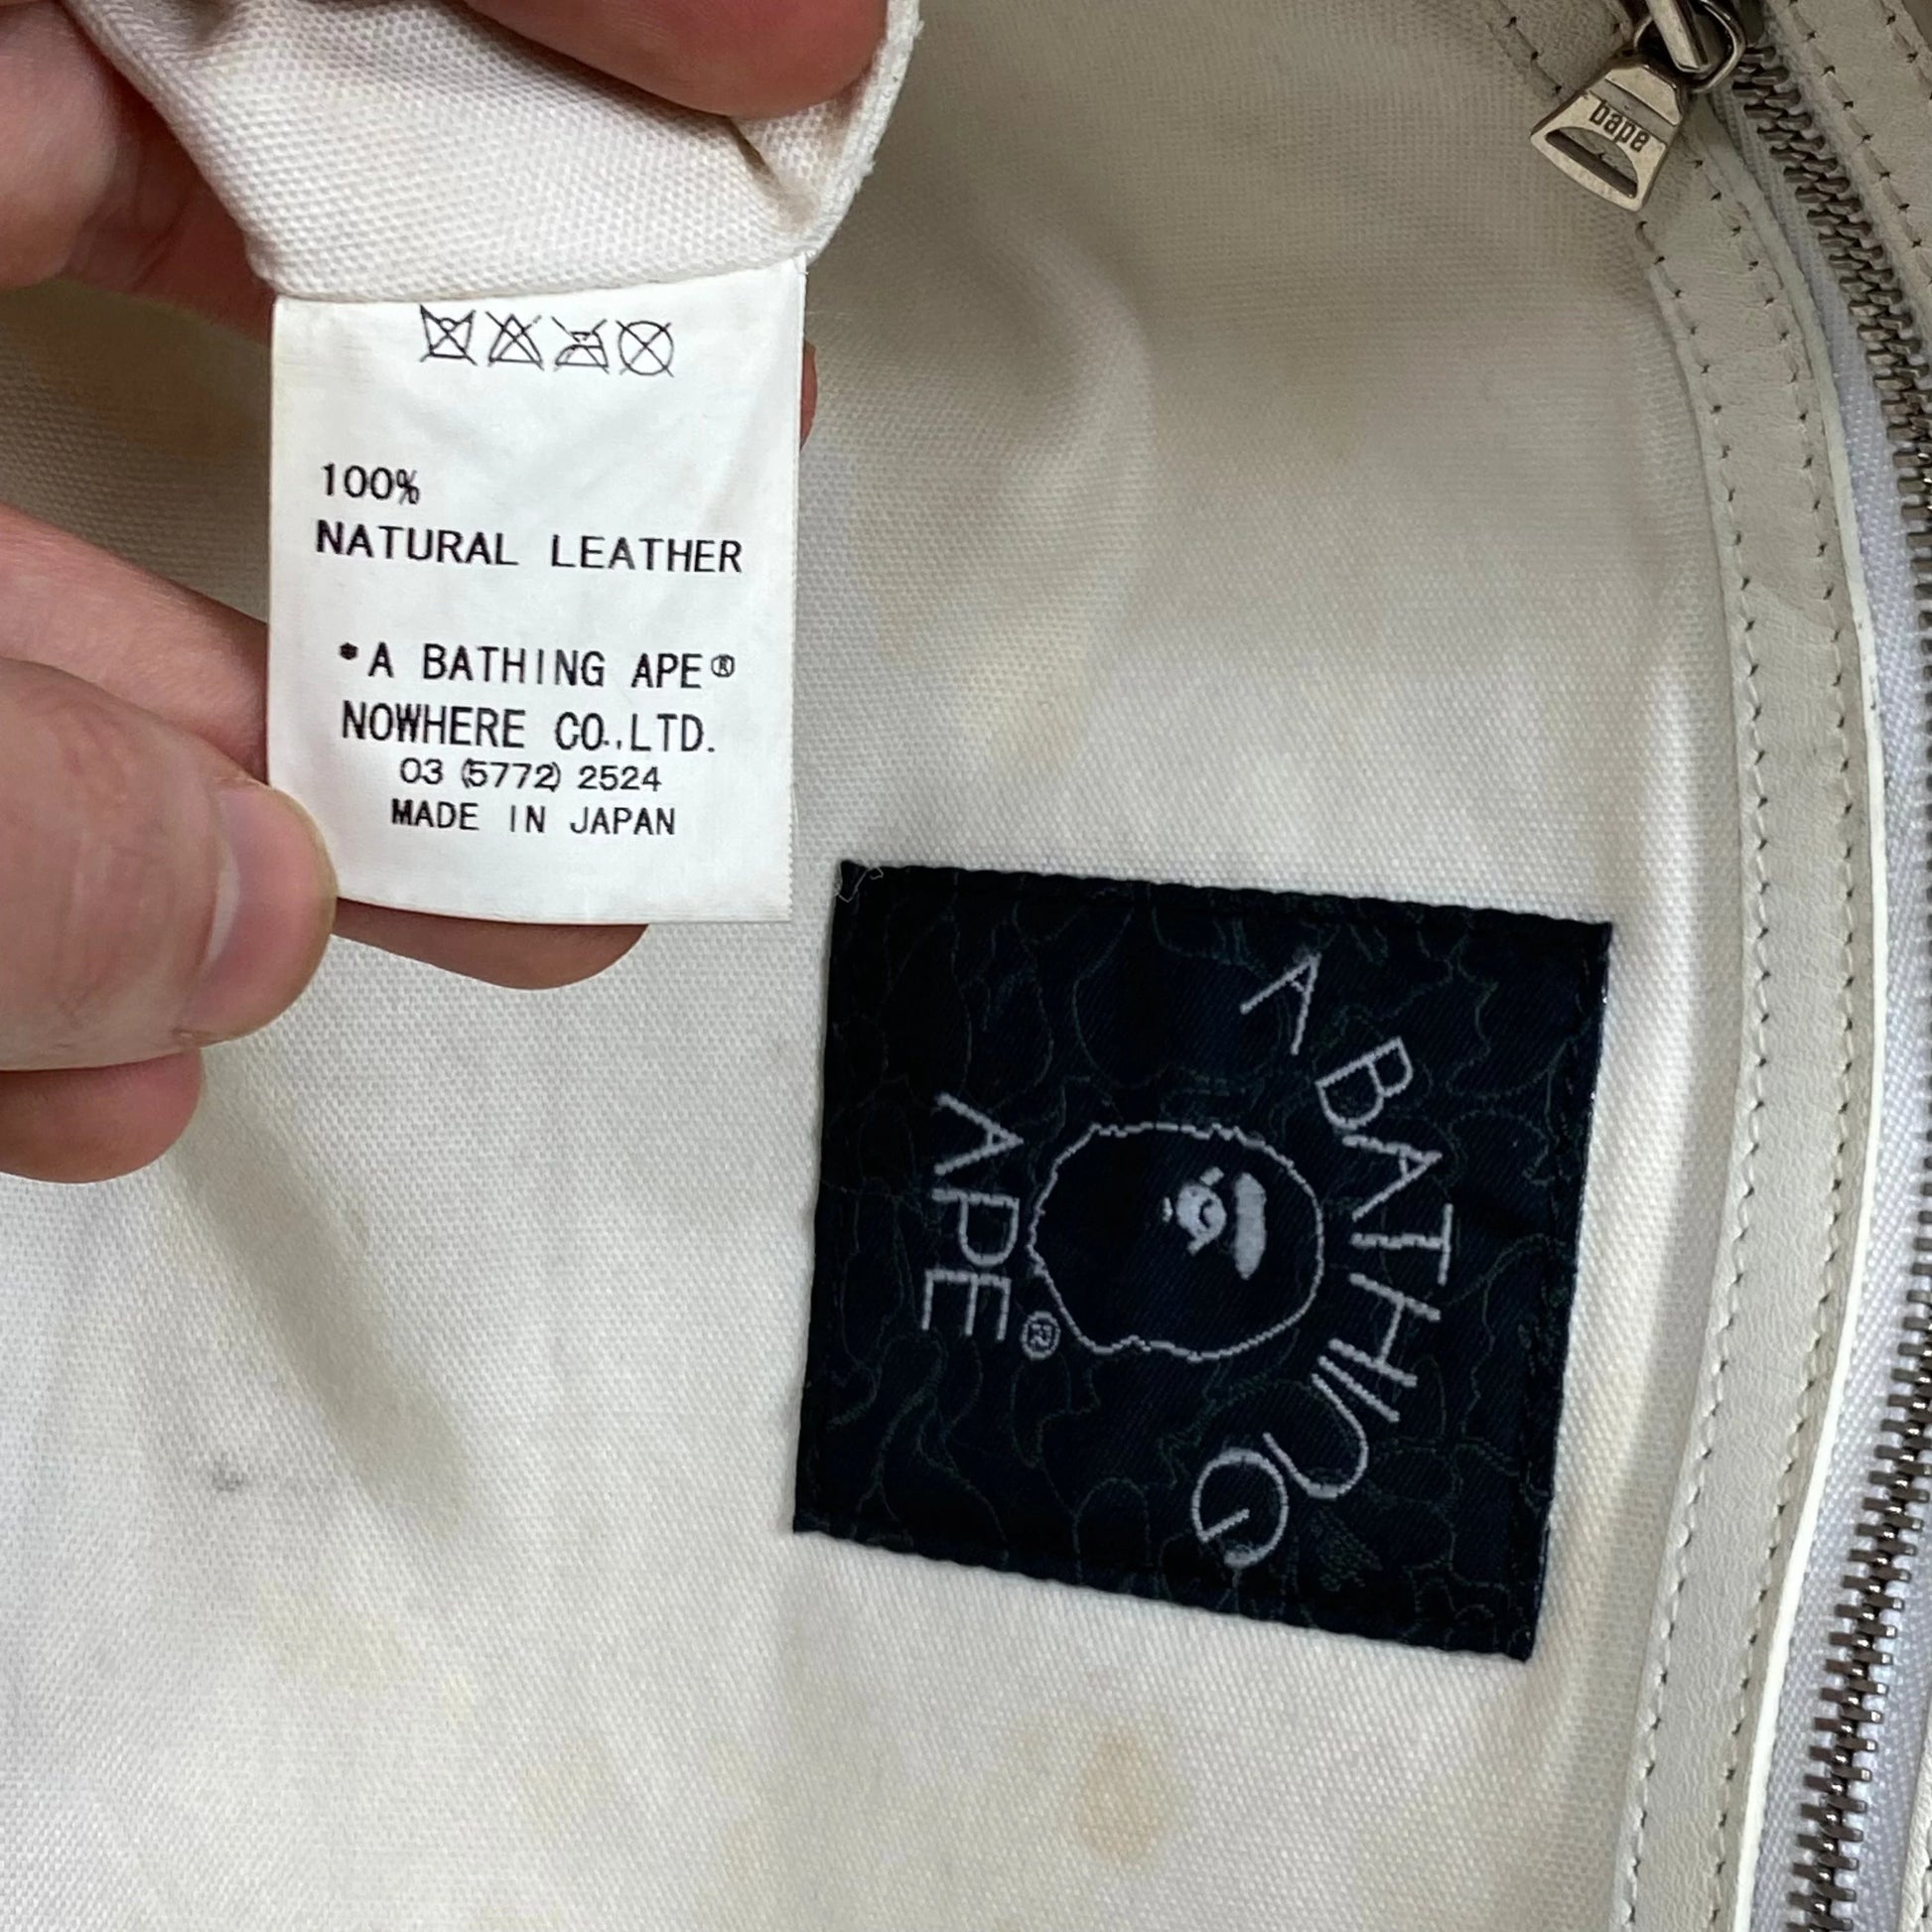 bape
100%
NATURAL LEATHER
*A BATHING APE®
NOWHERE CO.,LTD.
03 (5772) 2524
MADE IN JAPAN
A BATHING
APE®